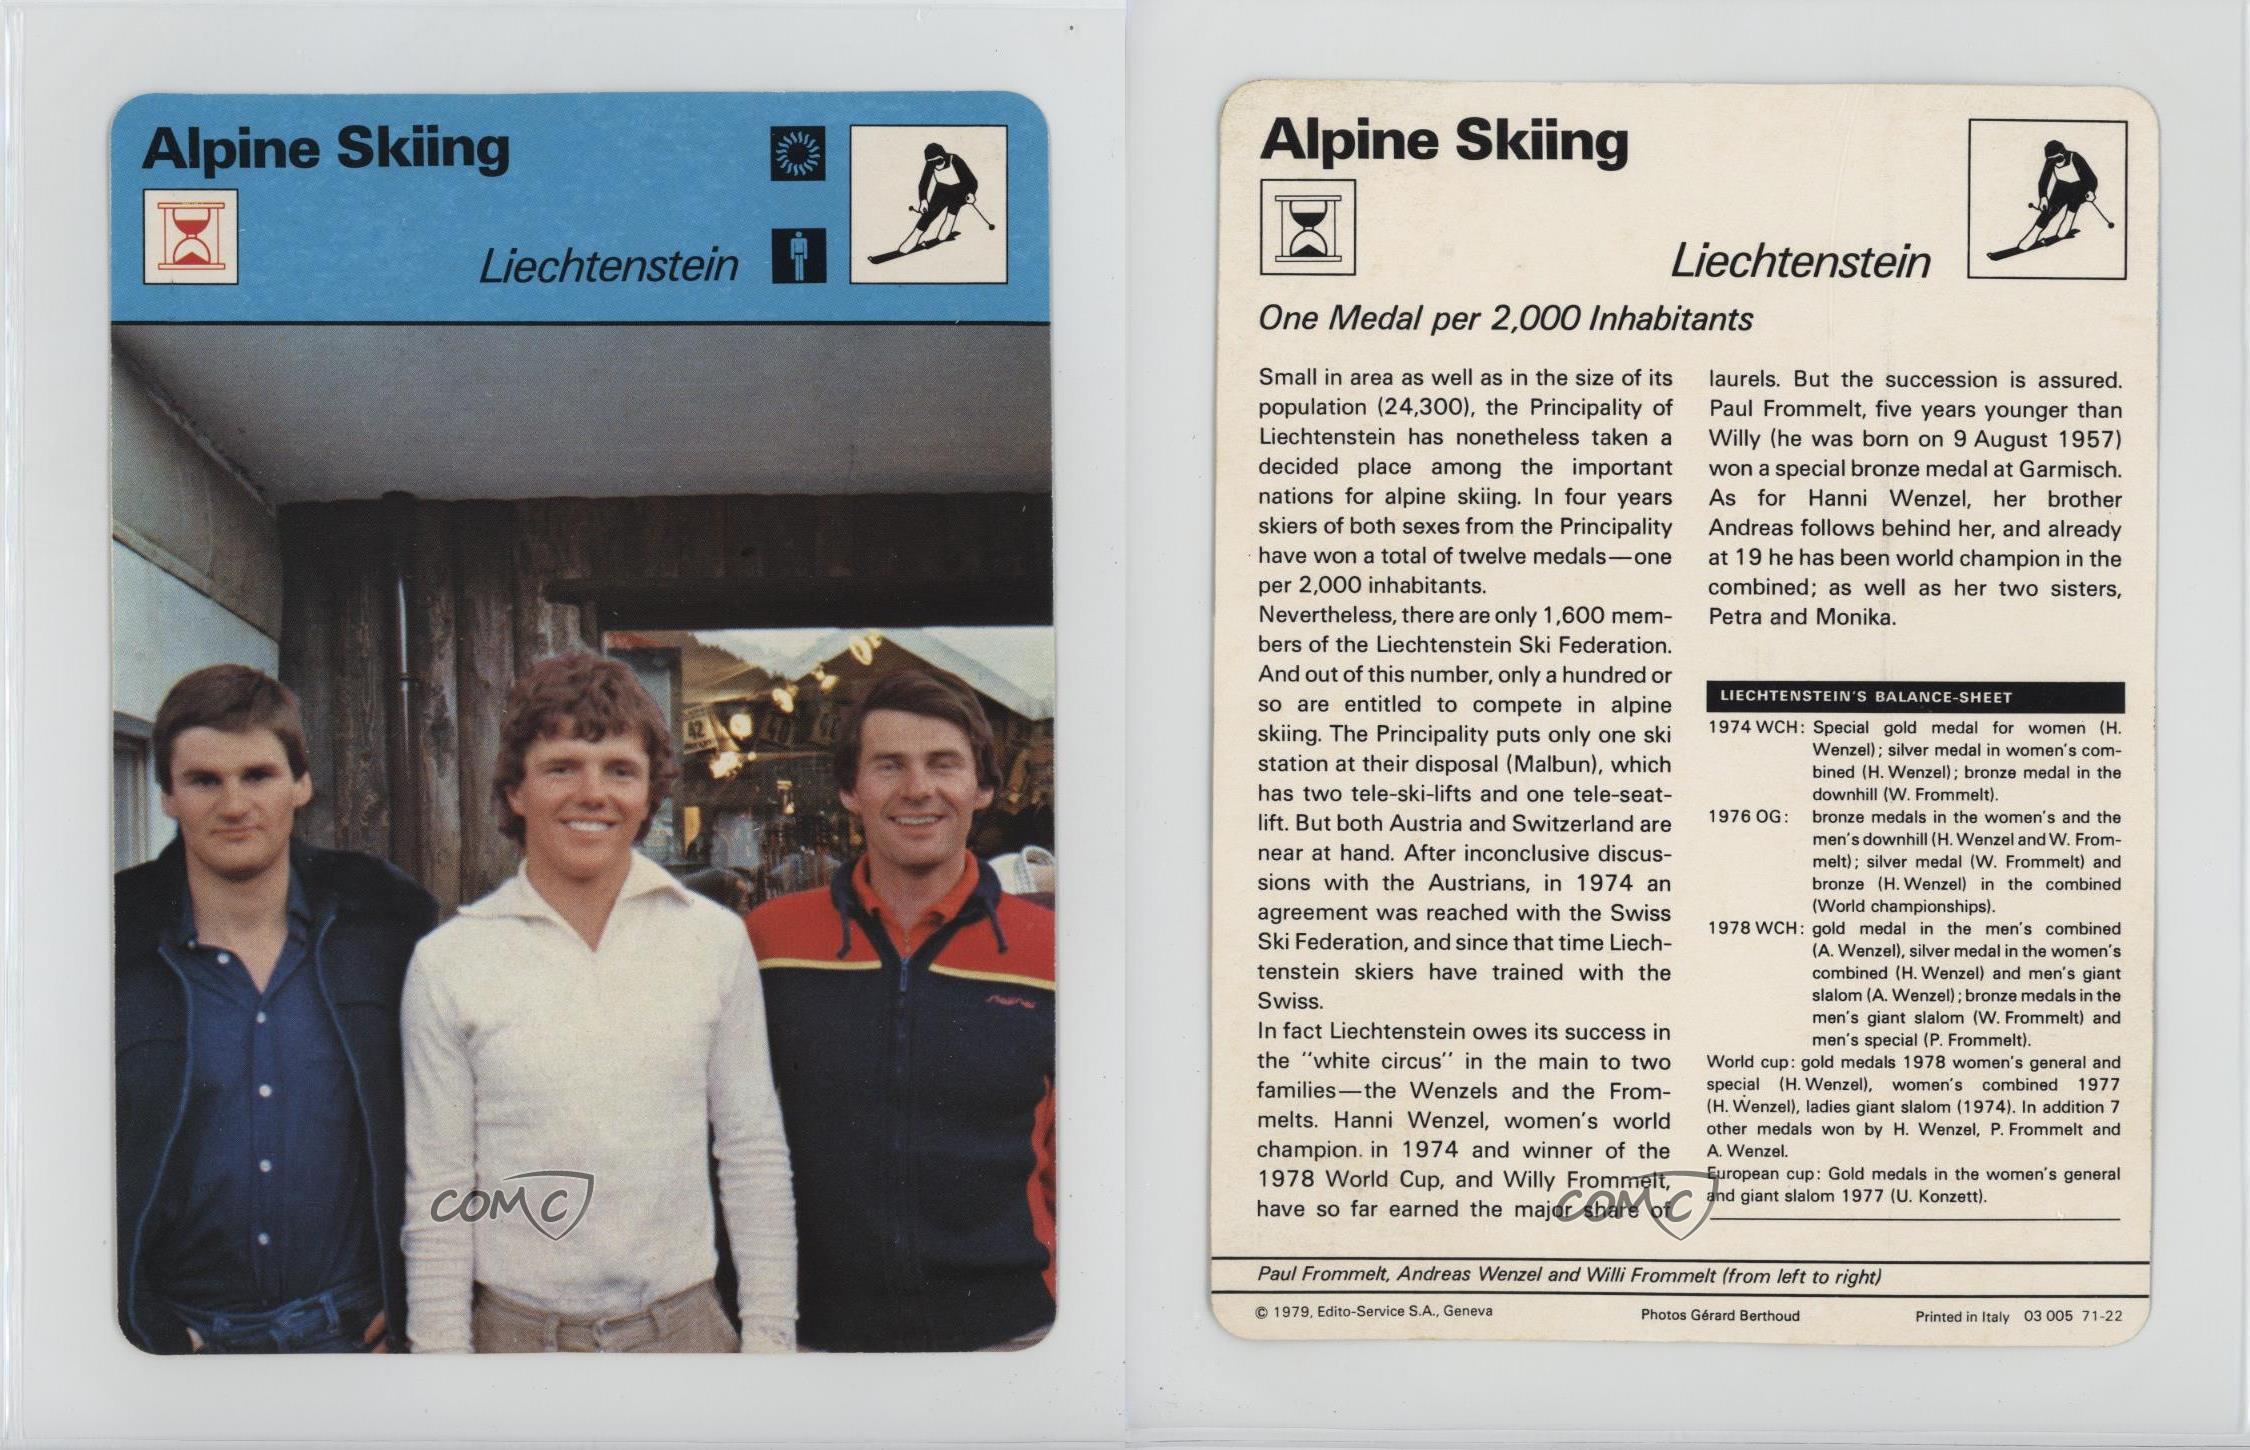 Alpine Skiing
Liechtenstein
42
COMC
Alpine Skiing
Liechtenstein
One Medal per 2,000 Inhabitants
Small in area as well as in the size of its
population (24,300), the Principality of
Liechtenstein has nonetheless taken a
decided place among the important
nations for alpine skiing. In four years
skiers of both sexes from the Principality
have won a total of twelve medals—one
per 2,000 inhabitants.
Nevertheless, there are only 1,600 mem-
bers of the Liechtenstein Ski Federation.
And out of this number, only a hundred or
so are entitled to compete in alpine
skiing. The Principality puts only one ski
station at their disposal (Malbun), which
has two tele-ski-lifts and one tele-seat-
lift. But both Austria and Switzerland are
near at hand. After inconclusive discus-
sions with the Austrians, in 1974 an
agreement was reached with the Swiss
Ski Federation, and since that time Liech-
tenstein skiers have trained with the
Swiss.
In fact Liechtenstein owes its success in
the "white circus" in the main to two
families—the Wenzels and the From-
melts. Hanni Wenzel, women's world
champion. in 1974 and winner of the
1978 World Cup, and Willy Frommelt,
have so far earned the major share of
laurels. But the succession is assured.
Paul Frommelt, five years younger than
Willy (he was born on 9 August 1957)
won a special bronze medal at Garmisch.
As for Hanni Wenzel, her brother
Andreas follows behind her, and already
at 19 he has been world champion in the
combined; as well as her two sisters,
Petra and Monika.
LIECHTENSTEIN'S BALANCE-SHEET
1974 WCH: Special gold medal for women (H.
Wenzel); silver medal in women's com-
bined (H. Wenzel); bronze medal in the
downhill (W. Frommelt).
1976 OG: bronze medals in the women's and the
men's downhill (H. Wenzel and W. From-
melt); silver medal (W. Frommelt) and
bronze (H. Wenzel) in the combined
(World championships).
1978 WCH: gold medal in the men's combined
(A. Wenzel), silver medal in the women's
combined (H. Wenzel) and men's giant
slalom (A. Wenzel); bronze medals in the
men's giant slalom (W. Frommelt) and
men's special (P. Frommelt).
World cup: gold medals 1978 women's general and
special (H. Wenzel), women's combined 1977
(H. Wenzel), ladies giant slalom (1974). In addition 7
other medals won by H. Wenzel, P. Frommelt and
A. Wenzel.
European cup: Gold medals in the women's general
and giant slalom 1977 (U. Konzett).
COMC
Paul Frommelt, Andreas Wenzel and Willi Frommelt (from left to right)
© 1979, Edito-Service S.A., Geneva Photos Gérard Berthoud Printed in Italy 03 005 71-22